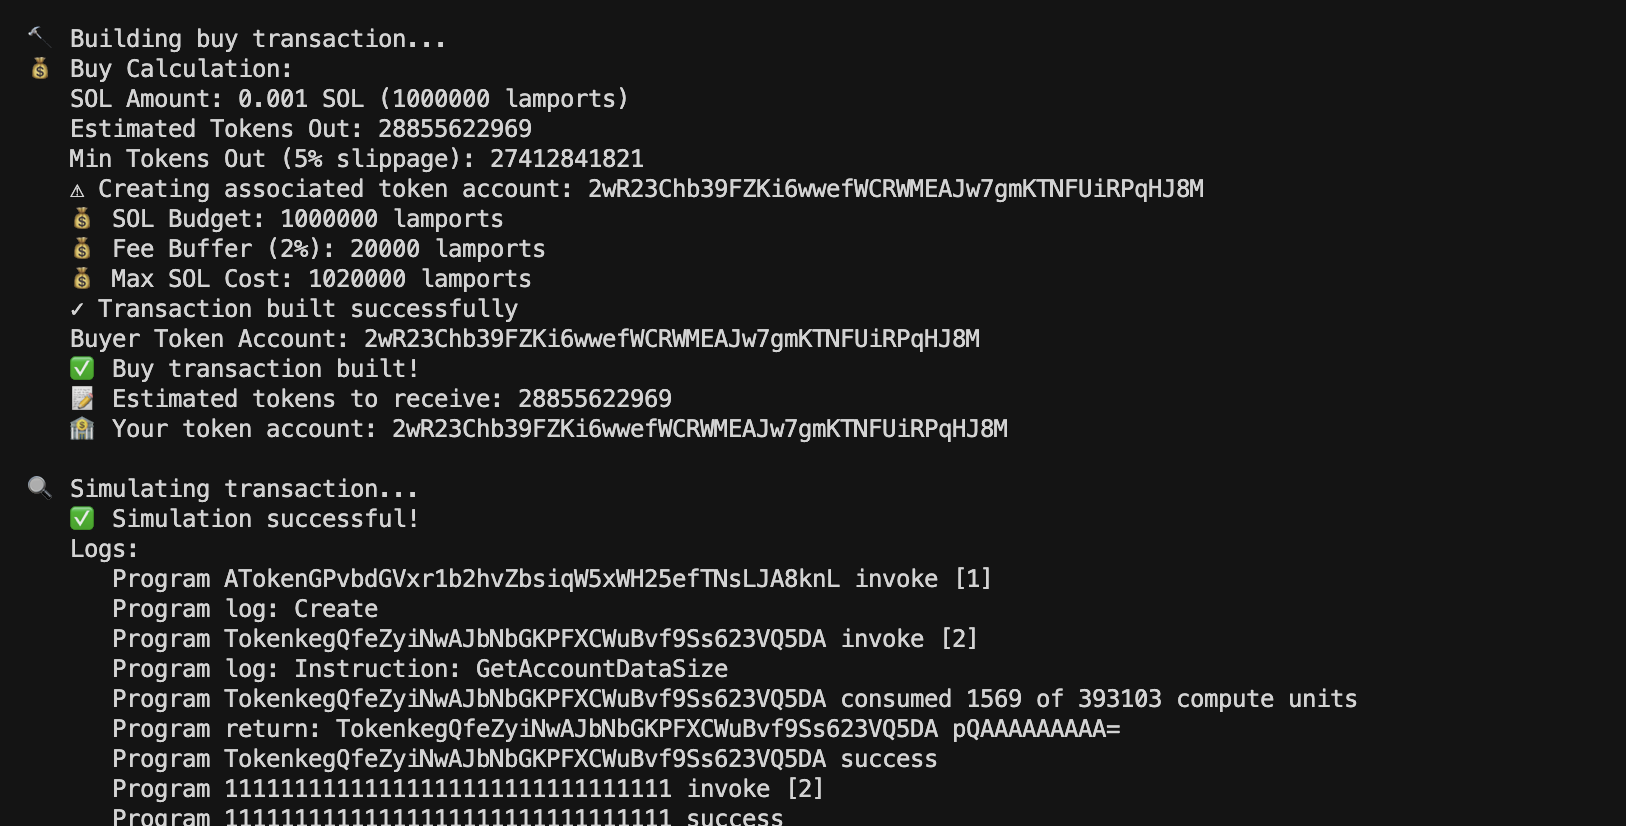 🔨 Building buy transaction...
💰 Buy Calculation:
SOL Amount: 0.001 SOL (1000000 lamports)
Estimated Tokens Out: 28855622969
Min Tokens Out (5% slippage): 27412841821
⚠ Creating associated token account: 2wR23Chb39FZKi6wwefWCRWMEAJw7gmKTNFUiRPqHJ8M
💰 SOL Budget: 1000000 lamports
💰 Fee Buffer (2%): 20000 lamports
💰 Max SOL Cost: 1020000 lamports
✓ Transaction built successfully
Buyer Token Account: 2wR23Chb39FZKi6wwefWCRWMEAJw7gmKTNFUiRPqHJ8M
✅ Buy transaction built!
📝 Estimated tokens to receive: 28855622969
🏦 Your token account: 2wR23Chb39FZKi6wwefWCRWMEAJw7gmKTNFUiRPqHJ8M
🔍 Simulating transaction...
✅ Simulation successful!
Logs:
Program ATokenGPvbdGVxr1b2hvZbsiqW5xWH25efTNsLJA8knL invoke [1]
Program log: Create
Program TokenkegQfeZyiNwAJbNbGKPFXCWuBvf9Ss623VQ5DA invoke [2]
Program log: Instruction: GetAccountDataSize
Program TokenkegQfeZyiNwAJbNbGKPFXCWuBvf9Ss623VQ5DA consumed 1569 of 393103 compute units
Program return: TokenkegQfeZyiNwAJbNbGKPFXCWuBvf9Ss623VQ5DA pQAAAAAAAAA=
Program TokenkegQfeZyiNwAJbNbGKPFXCWuBvf9Ss623VQ5DA success
Program 11111111111111111111111111111111 invoke [2]
Program 11111111111111111111111111111111 success